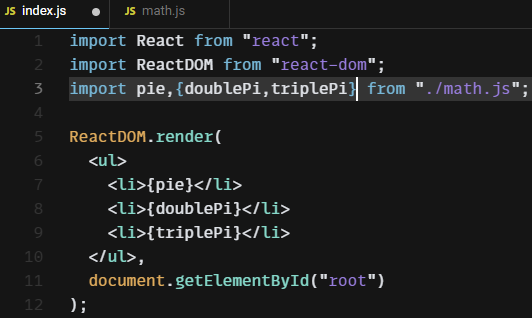 JS index.js ● JS math.js
1 import React from "react";
2 import ReactDOM from "react-dom";
3 import pie,{doublePi,triplePi} from "./math.js";
4
5 ReactDOM.render(
6   <ul>
7     <li>{pie}</li>
8     <li>{doublePi}</li>
9     <li>{triplePi}</li>
10   </ul>,
11   document.getElementById("root")
12 );